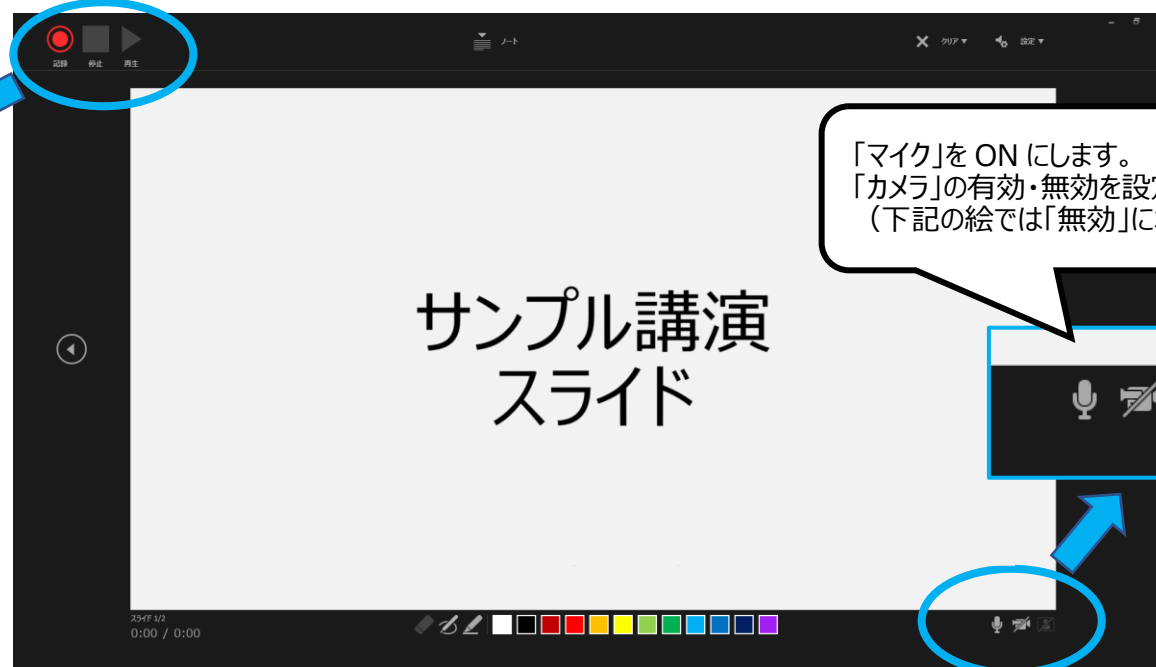 記録 停止 再生
ノート
クリア 設定
「マイク」を ON にします。
「カメラ」の有効・無効を設
（下記の絵では「無効」に
サンプル講演
スライド
スライド 1/2
0:00 / 0:00